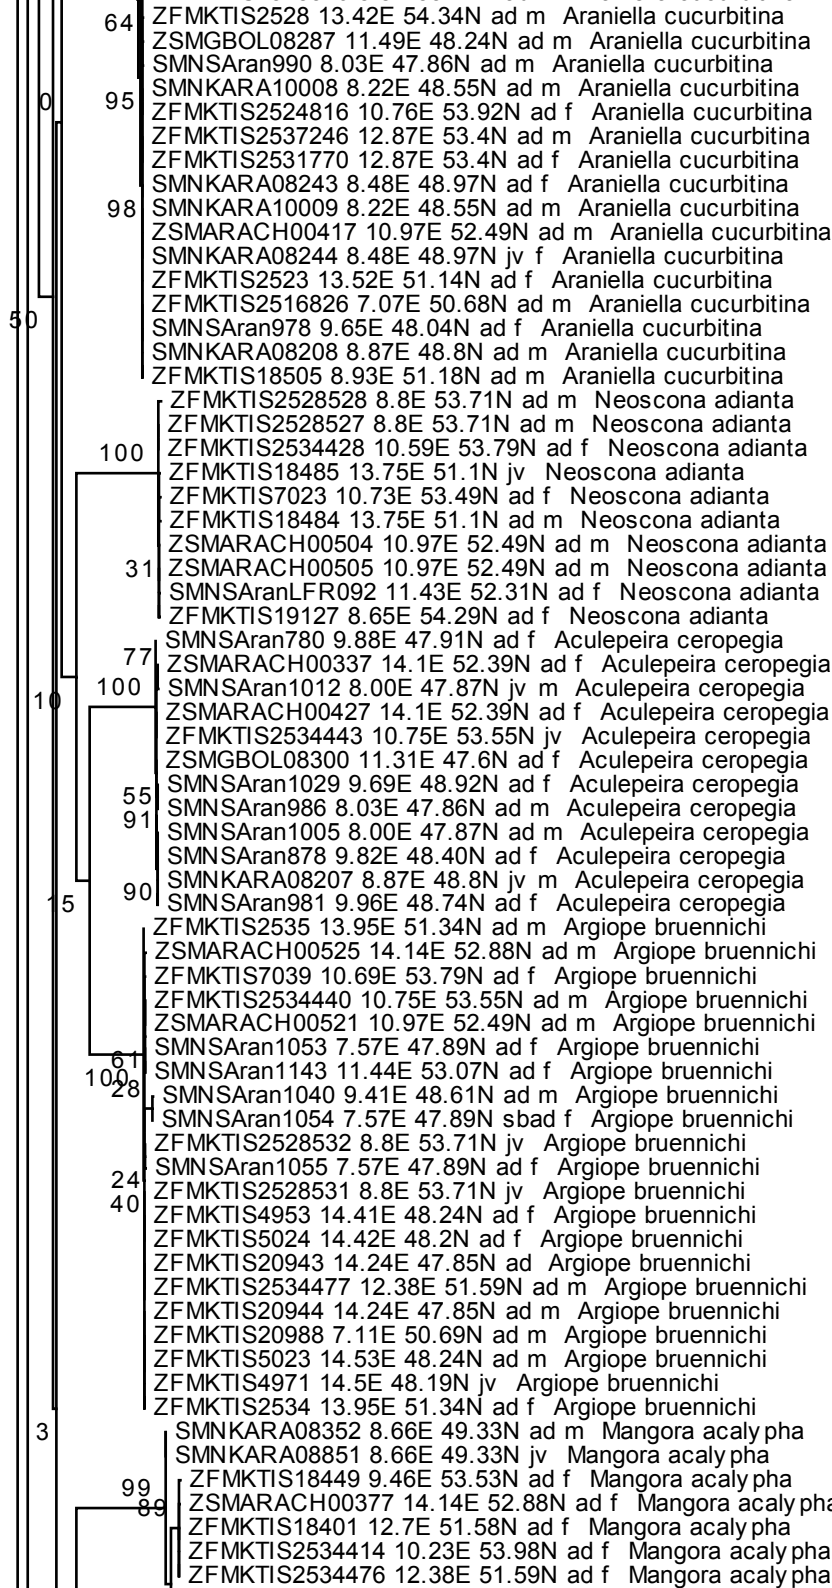 64
ZFMKTIS2528 13.42E 54.34N ad m Araniella cucurbitina
ZSMGBOL08287 11.49E 48.24N ad m Araniella cucurbitina
SMNSAran990 8.03E 47.86N ad m Araniella cucurbitina
SMNKARA10008 8.22E 48.55N ad m Araniella cucurbitina
0
95
ZFMKTIS2524816 10.76E 53.92N ad f Araniella cucurbitina
ZFMKTIS2537246 12.87E 53.4N ad m Araniella cucurbitina
ZFMKTIS2531770 12.87E 53.4N ad f Araniella cucurbitina
SMNKARA08243 8.48E 48.97N ad f Araniella cucurbitina
98
SMNKARA10009 8.22E 48.55N ad m Araniella cucurbitina
ZSMARACH00417 10.97E 52.49N ad m Araniella cucurbitina
SMNKARA08244 8.48E 48.97N jv f Araniella cucurbitina
ZFMKTIS2523 13.52E 51.14N ad f Araniella cucurbitina
ZFMKTIS2516826 7.07E 50.68N ad m Araniella cucurbitina
50
SMNSAran978 9.65E 48.04N ad f Araniella cucurbitina
SMNKARA08208 8.87E 48.8N ad m Araniella cucurbitina
ZFMKTIS18505 8.93E 51.18N ad m Araniella cucurbitina
ZFMKTIS2528528 8.8E 53.71N ad m Neoscona adianta
ZFMKTIS2528527 8.8E 53.71N ad m Neoscona adianta
100
ZFMKTIS2534428 10.59E 53.79N ad f Neoscona adianta
ZFMKTIS18485 13.75E 51.1N jv Neoscona adianta
ZFMKTIS7023 10.73E 53.49N ad f Neoscona adianta
ZFMKTIS18484 13.75E 51.1N ad m Neoscona adianta
ZSMARACH00504 10.97E 52.49N ad m Neoscona adianta
31
ZSMARACH00505 10.97E 52.49N ad m Neoscona adianta
SMNSAranLFR092 11.43E 52.31N ad f Neoscona adianta
ZFMKTIS19127 8.65E 54.29N ad f Neoscona adianta
SMNSAran780 9.88E 47.91N ad f Aculepeira ceropegia
77
ZSMARACH00337 14.1E 52.39N ad f Aculepeira ceropegia
100
SMNSAran1012 8.00E 47.87N jv m Aculepeira ceropegia
10
ZSMARACH00427 14.1E 52.39N ad f Aculepeira ceropegia
ZFMKTIS2534443 10.75E 53.55N jv Aculepeira ceropegia
ZSMGBOL08300 11.31E 47.6N ad f Aculepeira ceropegia
SMNSAran1029 9.69E 48.92N ad f Aculepeira ceropegia
55
SMNSAran986 8.03E 47.86N ad m Aculepeira ceropegia
91
SMNSAran1005 8.00E 47.87N ad m Aculepeira ceropegia
SMNSAran878 9.82E 48.40N ad f Aculepeira ceropegia
SMNKARA08207 8.87E 48.8N jv m Aculepeira ceropegia
90
15
SMNSAran981 9.96E 48.74N ad f Aculepeira ceropegia
ZFMKTIS2535 13.95E 51.34N ad m Argiope bruennichi
ZSMARACH00525 14.14E 52.88N ad m Argiope bruennichi
ZFMKTIS7039 10.69E 53.79N ad f Argiope bruennichi
ZFMKTIS2534440 10.75E 53.55N ad m Argiope bruennichi
ZSMARACH00521 10.97E 52.49N ad m Argiope bruennichi
SMNSAran1053 7.57E 47.89N ad f Argiope bruennichi
61
SMNSAran1143 11.44E 53.07N ad f Argiope bruennichi
100
28
SMNSAran1040 9.41E 48.61N ad m Argiope bruennichi
SMNSAran1054 7.57E 47.89N sbad f Argiope bruennichi
ZFMKTIS2528532 8.8E 53.71N jv Argiope bruennichi
SMNSAran1055 7.57E 47.89N ad f Argiope bruennichi
24
ZFMKTIS2528531 8.8E 53.71N jv Argiope bruennichi
40
ZFMKTIS4953 14.41E 48.24N ad f Argiope bruennichi
ZFMKTIS5024 14.42E 48.2N ad f Argiope bruennichi
ZFMKTIS20943 14.24E 47.85N ad Argiope bruennichi
ZFMKTIS2534477 12.38E 51.59N ad m Argiope bruennichi
ZFMKTIS20944 14.24E 47.85N ad m Argiope bruennichi
ZFMKTIS20988 7.11E 50.69N ad m Argiope bruennichi
ZFMKTIS5023 14.53E 48.24N ad m Argiope bruennichi
ZFMKTIS4971 14.5E 48.19N jv Argiope bruennichi
ZFMKTIS2534 13.95E 51.34N ad f Argiope bruennichi
3
SMNKARA08352 8.66E 49.33N ad m Mangora acalypha
SMNKARA08851 8.66E 49.33N jv Mangora acalypha
ZFMKTIS18449 9.46E 53.53N ad f Mangora acalypha
99
89
ZSMARACH00377 14.14E 52.88N ad f Mangora acalypha
ZFMKTIS18401 12.7E 51.58N ad f Mangora acalypha
ZFMKTIS2534414 10.23E 53.98N ad f Mangora acalypha
ZFMKTIS2534476 12.38E 51.59N ad f Mangora acalypha